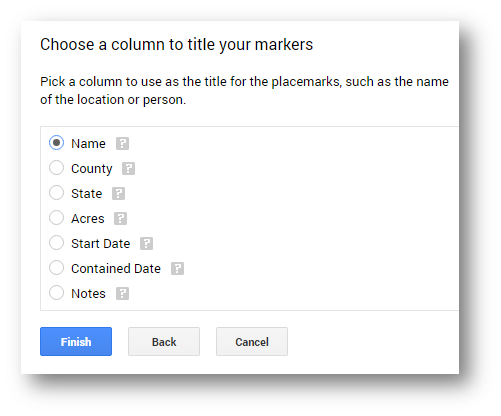 Choose a column to title your markers
Pick a column to use as the title for the placemarks, such as the name
of the location or person.
Name ?
County ?
State ?
Acres ?
Start Date ?
Contained Date ?
Notes ?
Finish Back Cancel